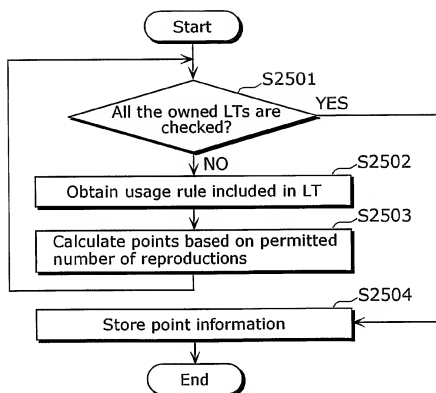 Start
S2501
All the owned LTs are
checked?
YES
NO
S2502
Obtain usage rule included in LT
S2503
Calculate points based on permitted
number of reproductions
S2504
Store point information
End